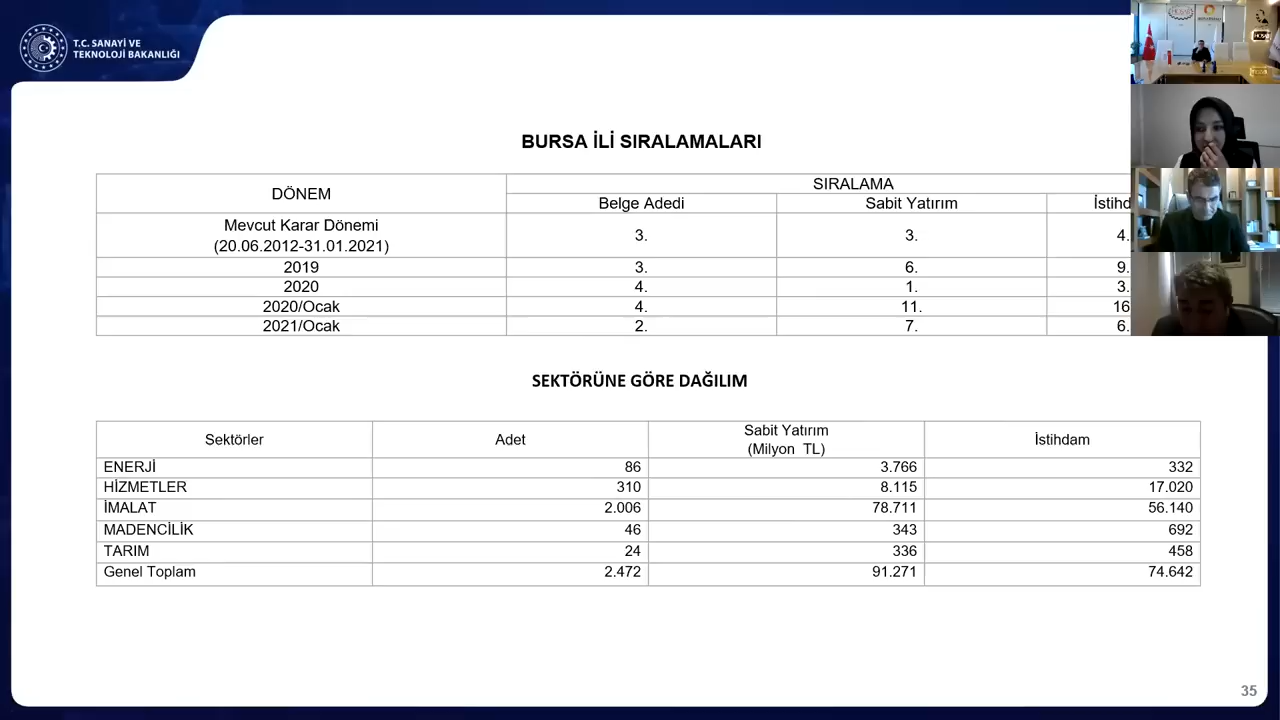 T.C. SANAYİ VE
TEKNOLOJİ BAKANLIĞI
BURSA İLİ SIRALAMALARI
DÖNEM SIRALAMA
Belge Adedi Sabit Yatırım İstihd
Mevcut Karar Dönemi
(20.06.2012-31.01.2021) 3. 3. 4.
2019 3. 6. 9.
2020 4. 1. 3.
2020/Ocak 4. 11. 16
2021/Ocak 2. 7. 6.
SEKTÖRÜNE GÖRE DAĞILIM
Sektörler Adet Sabit Yatırım (Milyon TL) İstihdam
ENERJİ 86 3.766 332
HİZMETLER 310 8.115 17.020
İMALAT 2.006 78.711 56.140
MADENCİLİK 46 343 692
TARIM 24 336 458
Genel Toplam 2.472 91.271 74.642
35